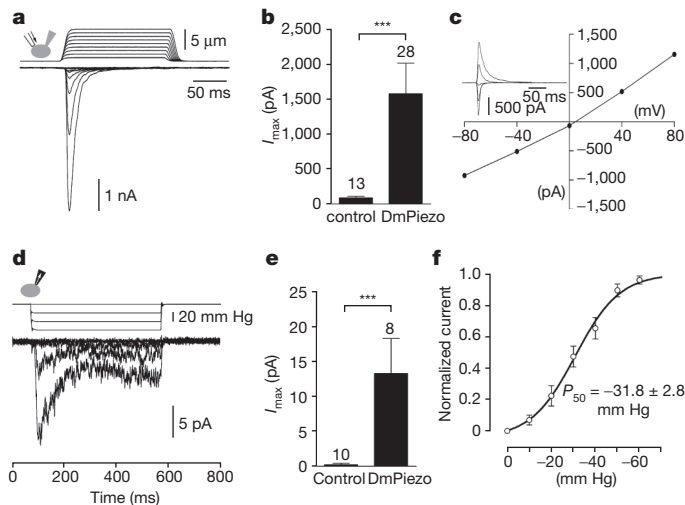 a
5 μm
50 ms
1 nA
b
***
28
2,500
2,000
1,500
1,000
500
0
Imax (pA)
13
control DmPiezo
c
1,500
1,000
500
(mV)
50 ms
500 pA
−80 −40 40 80
−500
−1,000
−1,500
(pA)
d
20 mm Hg
5 pA
0 200 400 600 800
Time (ms)
e
***
25
20
15
10
5
0
Imax (pA)
8
10
Control DmPiezo
f
1.0
0.8
0.6
0.4
0.2
0
Normalized current
P50 = −31.8 ± 2.8
mm Hg
0 −20 −40 −60
(mm Hg)